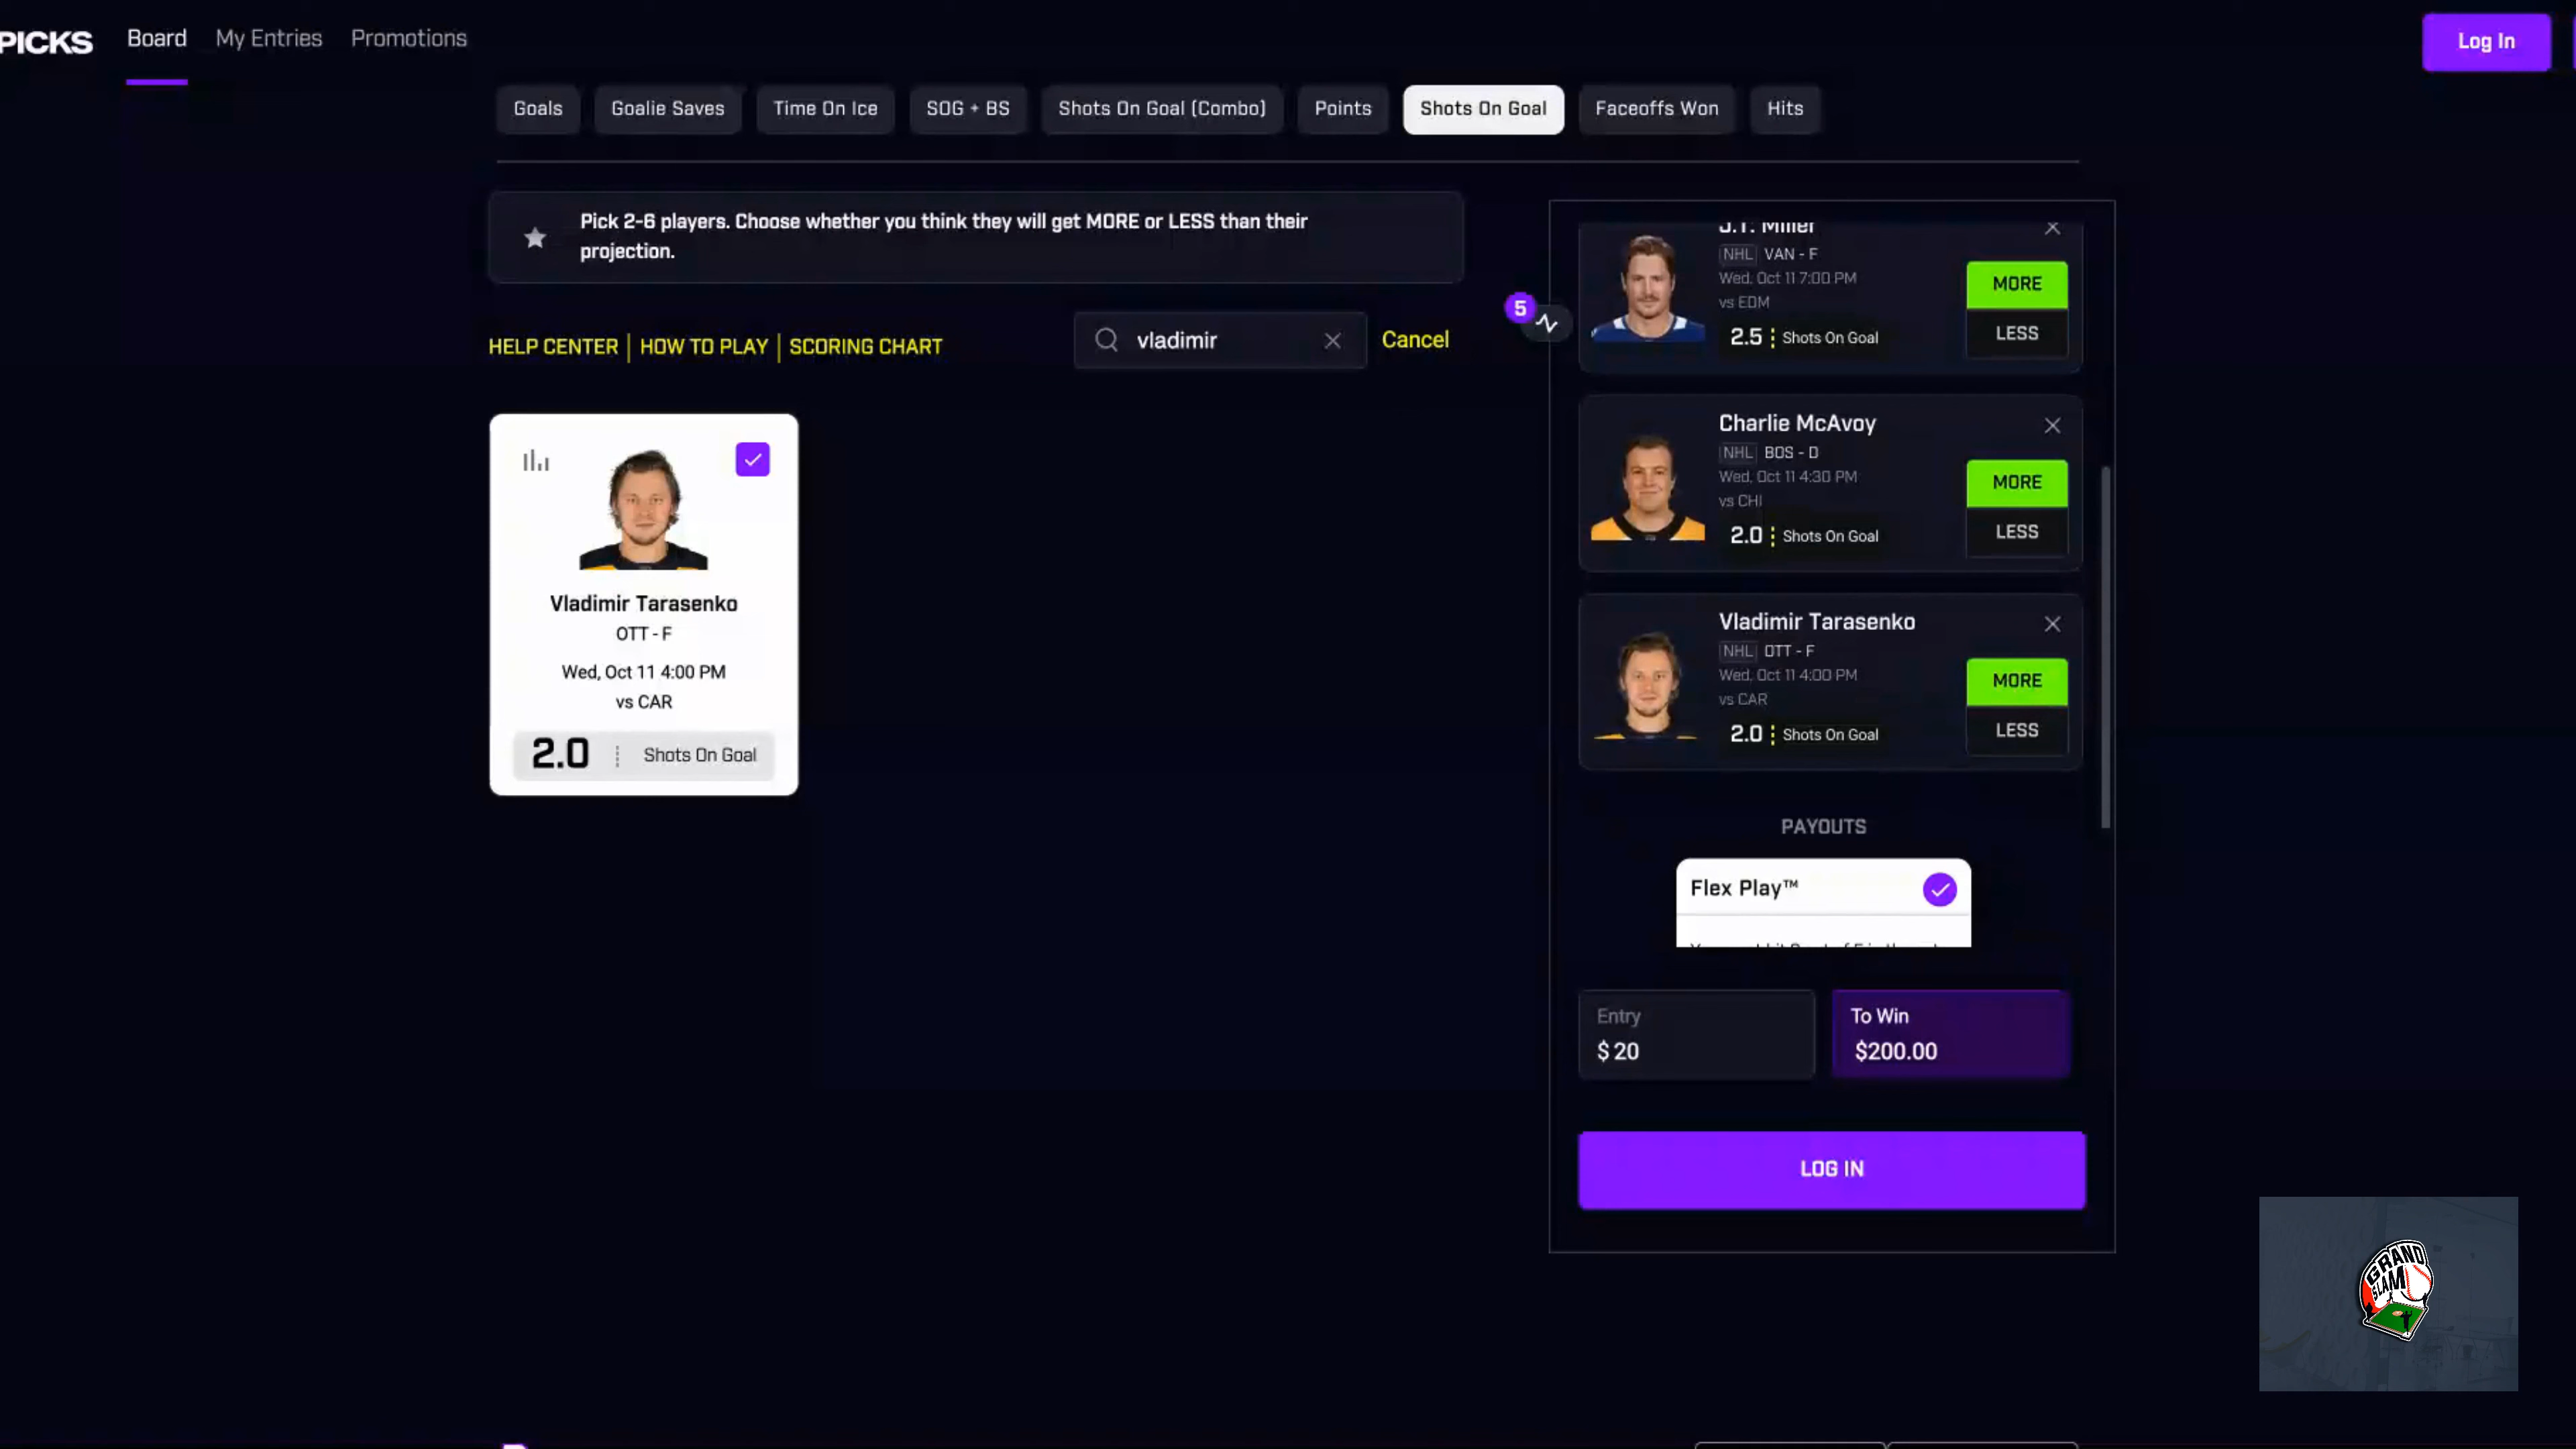 PICKS
Board
My Entries
Promotions
Log In
Goals
Goalie Saves
Time On Ice
SOG + BS
Shots On Goal (Combo)
Points
Shots On Goal
Faceoffs Won
Hits
Pick 2-6 players. Choose whether you think they will get MORE or LESS than their
projection.
HELP CENTER
HOW TO PLAY
SCORING CHART
vladimir
Cancel
Vladimir Tarasenko
OTT - F
Wed, Oct 11 4:00 PM
vs CAR
2.0
Shots On Goal
5
J.T. Miller
NHL VAN - F
Wed, Oct 11 7:00 PM
vs EDM
2.5 Shots On Goal
MORE
LESS
Charlie McAvoy
NHL BOS - D
Wed, Oct 11 4:30 PM
vs CHI
2.0 Shots On Goal
MORE
LESS
Vladimir Tarasenko
NHL OTT - F
Wed, Oct 11 4:00 PM
vs CAR
2.0 Shots On Goal
MORE
LESS
PAYOUTS
Flex Play™
Entry
$ 20
To Win
$200.00
LOG IN
GRAND
SLAM